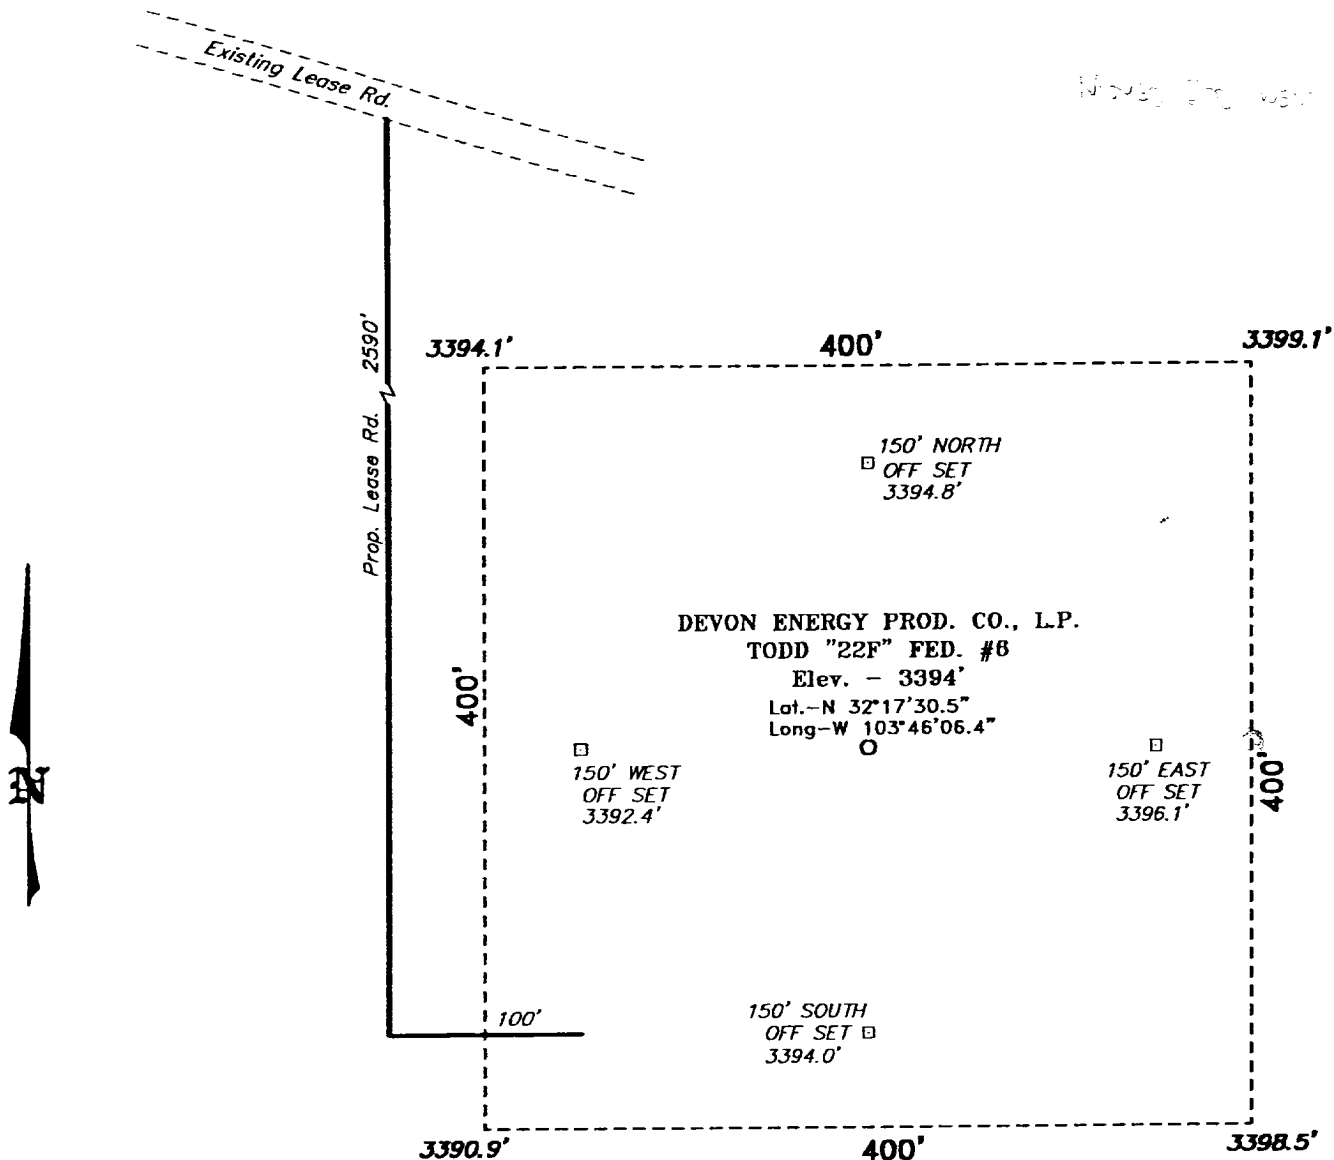 Existing Lease Rd.
Prop. Lease Rd. 2590'
3394.1'
400'
3399.1'
150' NORTH
OFF SET
3394.8'
DEVON ENERGY PROD. CO., L.P.
TODD "22F" FED. #6
Elev. - 3394'
Lat.-N 32°17'30.5"
Long-W 103°46'06.4"
400'
150' WEST
OFF SET
3392.4'
150' EAST
OFF SET
3396.1'
400'
N
100'
150' SOUTH
OFF SET
3394.0'
3390.9'
400'
3398.5'